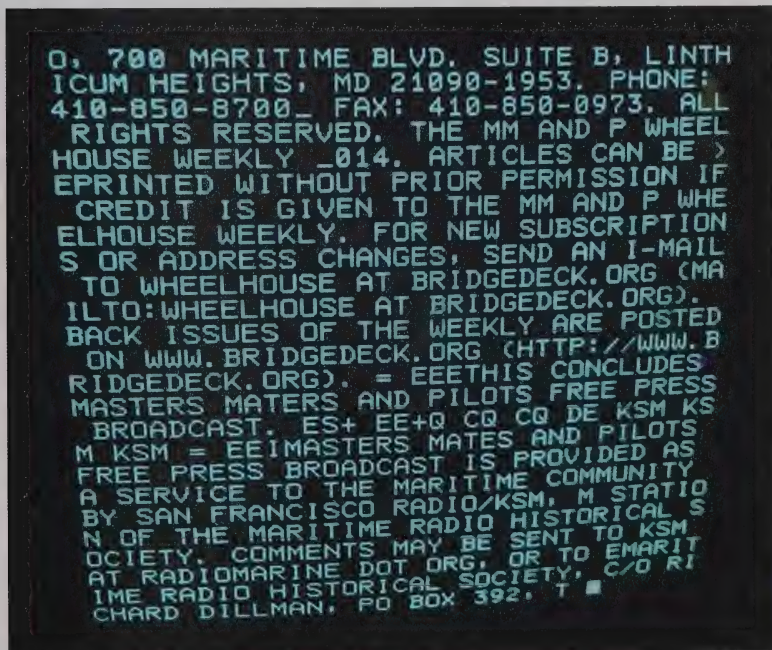 O, 700 MARITIME BLVD. SUITE B, LINTH
ICUM HEIGHTS, MD 21090-1953. PHONE:
410-850-8700_ FAX: 410-850-0973. ALL
RIGHTS RESERVED. THE MM AND P WHEEL
HOUSE WEEKLY _014. ARTICLES CAN BE >
EPRINTED WITHOUT PRIOR PERMISSION IF
CREDIT IS GIVEN TO THE MM AND P WHE
ELHOUSE WEEKLY. FOR NEW SUBSCRIPTION
S OR ADDRESS CHANGES, SEND AN I-MAIL
TO WHEELHOUSE AT BRIDGEDECK.ORG (MA
ILTO:WHEELHOUSE AT BRIDGEDECK.ORG).
BACK ISSUES OF THE WEEKLY ARE POSTED
ON WWW.BRIDGEDECK.ORG (HTTP://WWW.B
RIDGEDECK.ORG). = EEETHIS CONCLUDES
MASTERS MATERS AND PILOTS FREE PRESS
BROADCAST. ES+ EE+Q CQ CQ DE KSM KS
M KSM = EEIMASTERS MATES AND PILOTS
FREE PRESS BROADCAST IS PROVIDED AS
A SERVICE TO THE MARITIME COMMUNITY
BY SAN FRANCISCO RADIO/KSM, M STATIO
N OF THE MARITIME RADIO HISTORICAL S
OCIETY. COMMENTS MAY BE SENT TO KSM
AT RADIOMARINE DOT ORG, OR TO EMARIT
IME RADIO HISTORICAL SOCIETY, C/O RI
CHARD DILLMAN, PO BOX 392, T